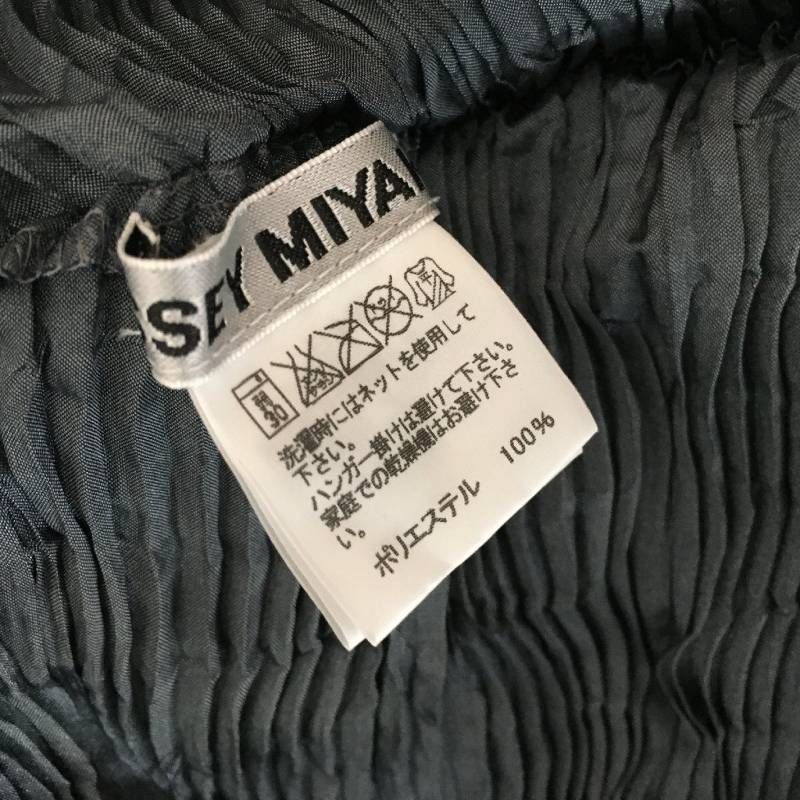 SEY MIYA
弱
30
洗濯時にはネットを使用して
下さい。
ハンガー掛けは避けて下さい。
家庭での乾燥機はお避け下さ
い。
ポリエステル 100%